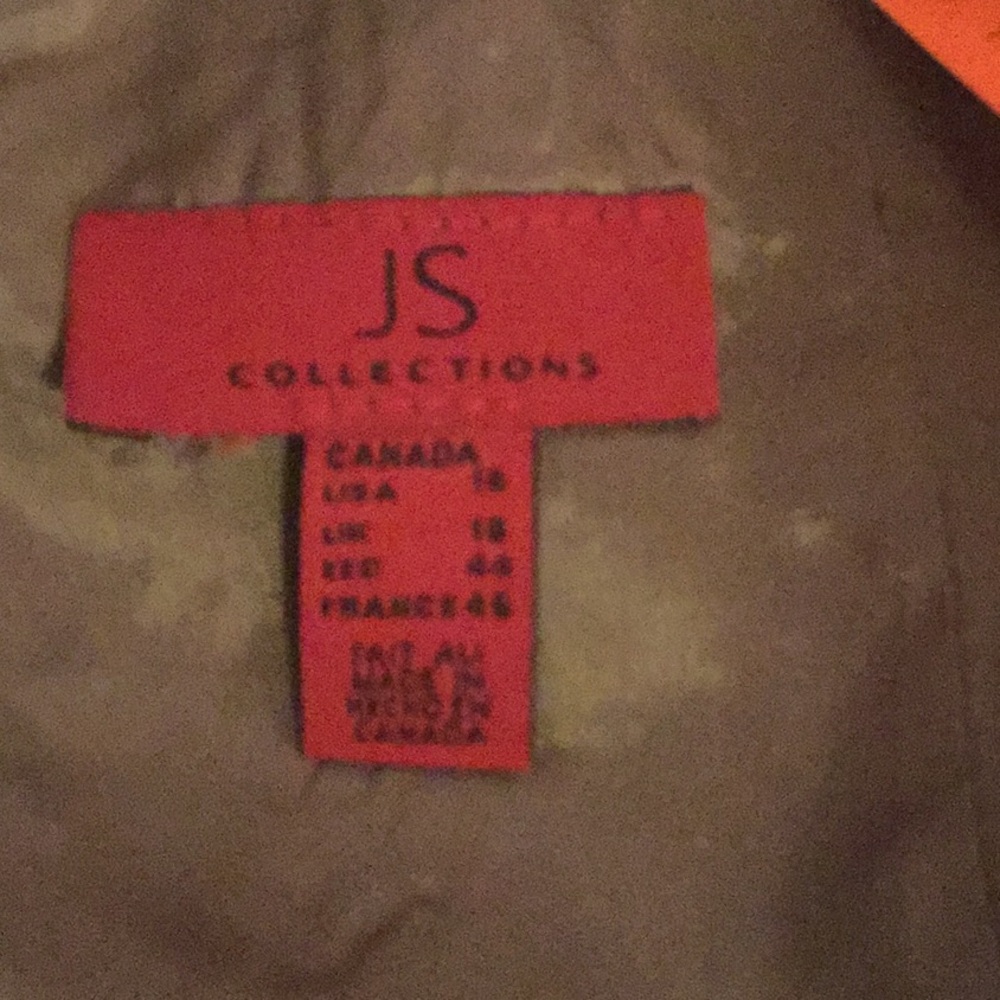 JS
COLLECTIONS
CANADA
USA 16
UK 18
EEC 44
FRANCE 46
FAIT AU
MADE IN
HECHO EN
CANADA